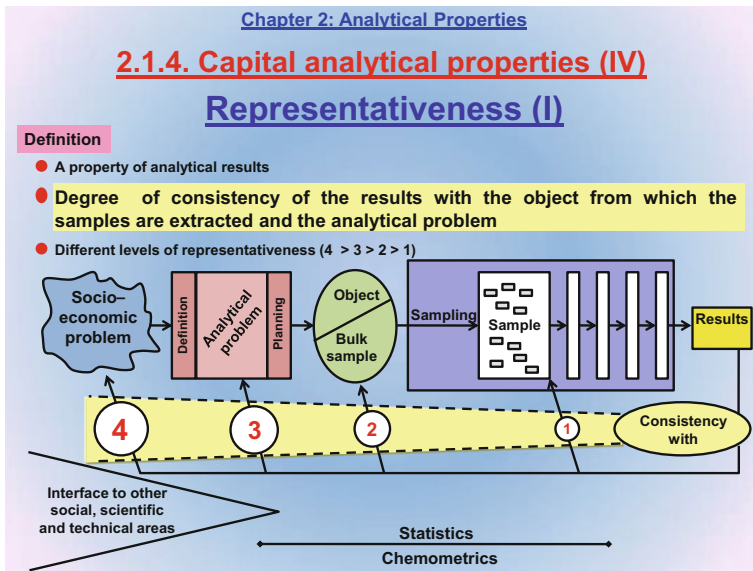 Chapter 2: Analytical Properties
2.1.4. Capital analytical properties (IV)
Representativeness (I)
Definition
A property of analytical results
Degree of consistency of the results with the object from which the
samples are extracted and the analytical problem
Different levels of representativeness (4 > 3 > 2 > 1)
Socio–
economic
problem
Definition
Analytical
problem
Planning
Object
Bulk
sample
Sampling
Sample
Results
4
3
2
1
Consistency
with
Interface to other
social, scientific
and technical areas
Statistics
Chemometrics